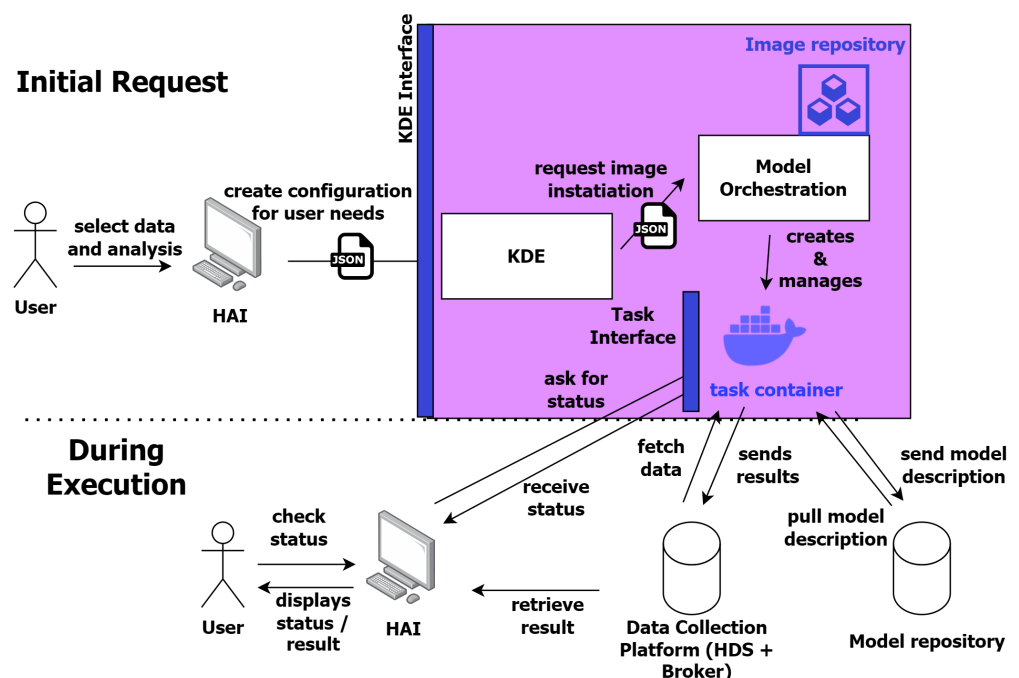 Initial Request
KDE Interface
Image repository
request image
instatiation
Model
Orchestration
create configuration
for user needs
select data
and analysis
JSON
JSON
KDE
creates
&
manages
User
HAI
Task
Interface
task container
ask for
status
During
Execution
fetch
data
sends
results
send model
description
receive
status
pull model
description
check
status
displays
status /
result
retrieve
result
User
HAI
Data Collection
Platform (HDS +
Broker)
Model repository